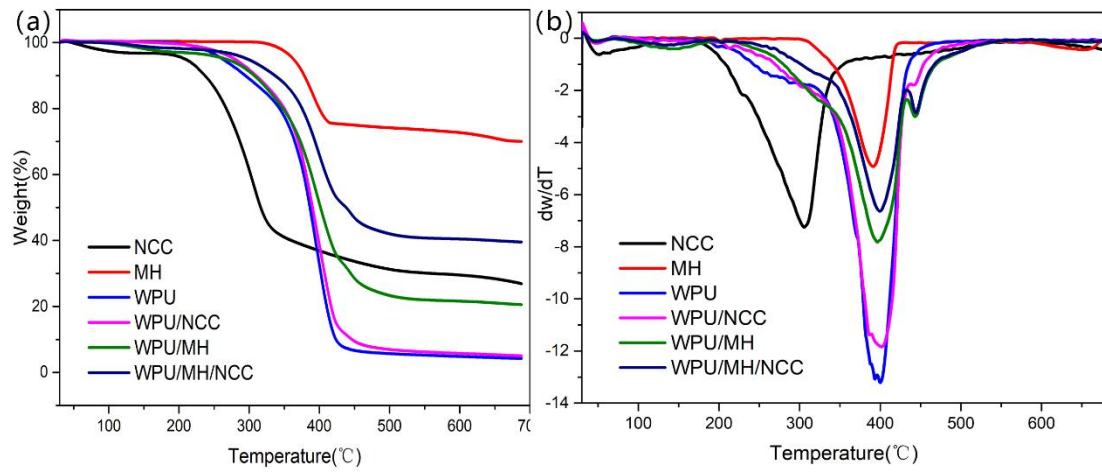 (a)
100
80
60
40
20
0
Weight(%)
NCC
MH
WPU
WPU/NCC
WPU/MH
WPU/MH/NCC
100 200 300 400 500 600 70
Temperature(℃)
(b)
0
-2
-4
-6
-8
-10
-12
-14
dw/dT
NCC
MH
WPU
WPU/NCC
WPU/MH
WPU/MH/NCC
100 200 300 400 500 600
Temperature(℃)